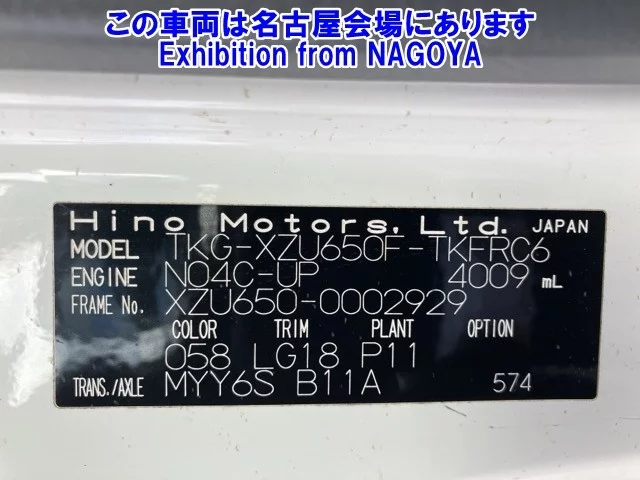 この車両は名古屋会場にあります
Exhibition from NAGOYA
Hino Motors, Ltd. JAPAN
MODEL TKG-XZU650F-TKFRC6
ENGINE N04C-UP 4009 mL
FRAME No. XZU650-0002929
COLOR TRIM PLANT OPTION
058 LG18 P11
TRANS./AXLE MYY6S B11A 574